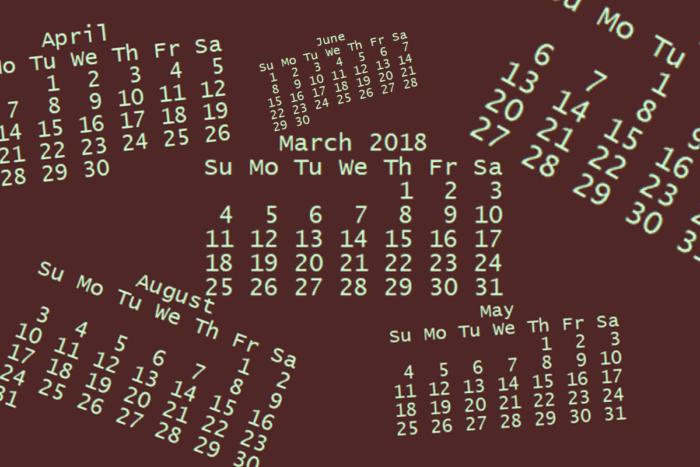 April
Mo Tu We Th Fr Sa
1 2 3 4 5
7 8 9 10 11 12
14 15 16 17 18 19
21 22 23 24 25 26
28 29 30
June
Su Mo Tu We Th Fr Sa
1 2 3 4 5 6 7
8 9 10 11 12 13 14
15 16 17 18 19 20 21
22 23 24 25 26 27 28
29 30
Su Mo Tu
1
6 7 8 9
13 14 15 16
20 21 22 23
27 28 29 30 31
March 2018
Su Mo Tu We Th Fr Sa
1 2 3
4 5 6 7 8 9 10
11 12 13 14 15 16 17
18 19 20 21 22 23 24
25 26 27 28 29 30 31
August
Su Mo Tu We Th Fr Sa
1 2
3 4 5 6 7 8 9
10 11 12 13 14 15 16
17 18 19 20 21 22 23
24 25 26 27 28 29 30
31
May
Su Mo Tu We Th Fr Sa
1 2 3
4 5 6 7 8 9 10
11 12 13 14 15 16 17
18 19 20 21 22 23 24
25 26 27 28 29 30 31